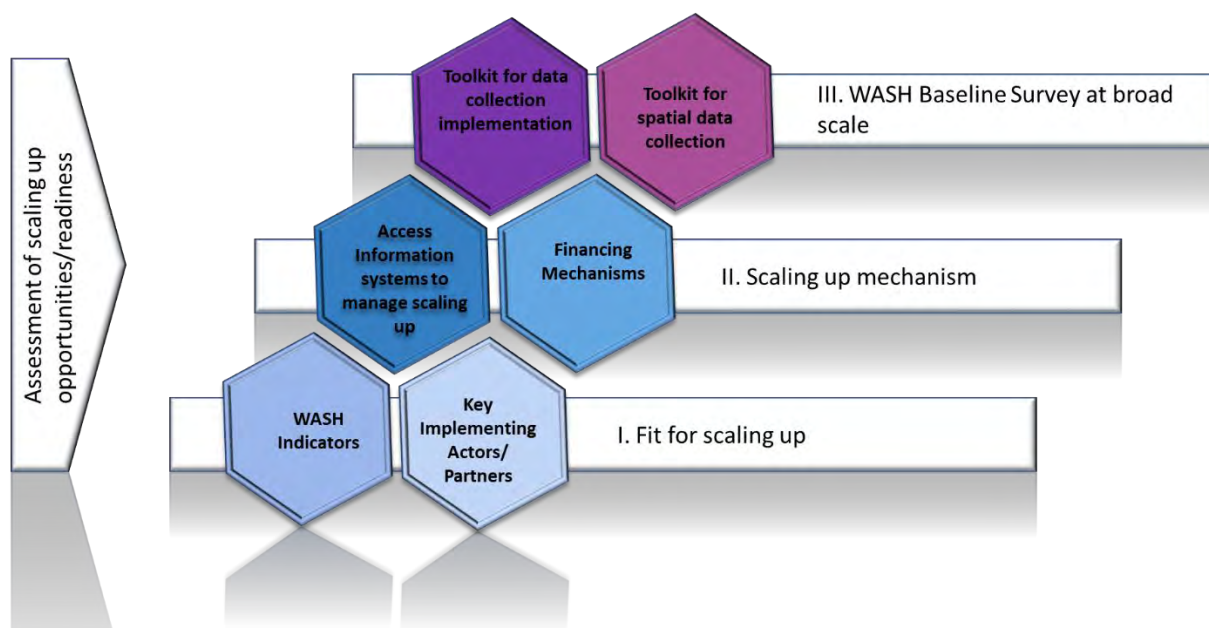 Assessment of scaling up
opportunities/readiness
Toolkit for data
collection
implementation
Toolkit for
spatial data
collection
III. WASH Baseline Survey at broad
scale
Access
Information
systems to
manage scaling
up
Financing
Mechanisms
II. Scaling up mechanism
WASH
Indicators
Key
Implementing
Actors/
Partners
I. Fit for scaling up